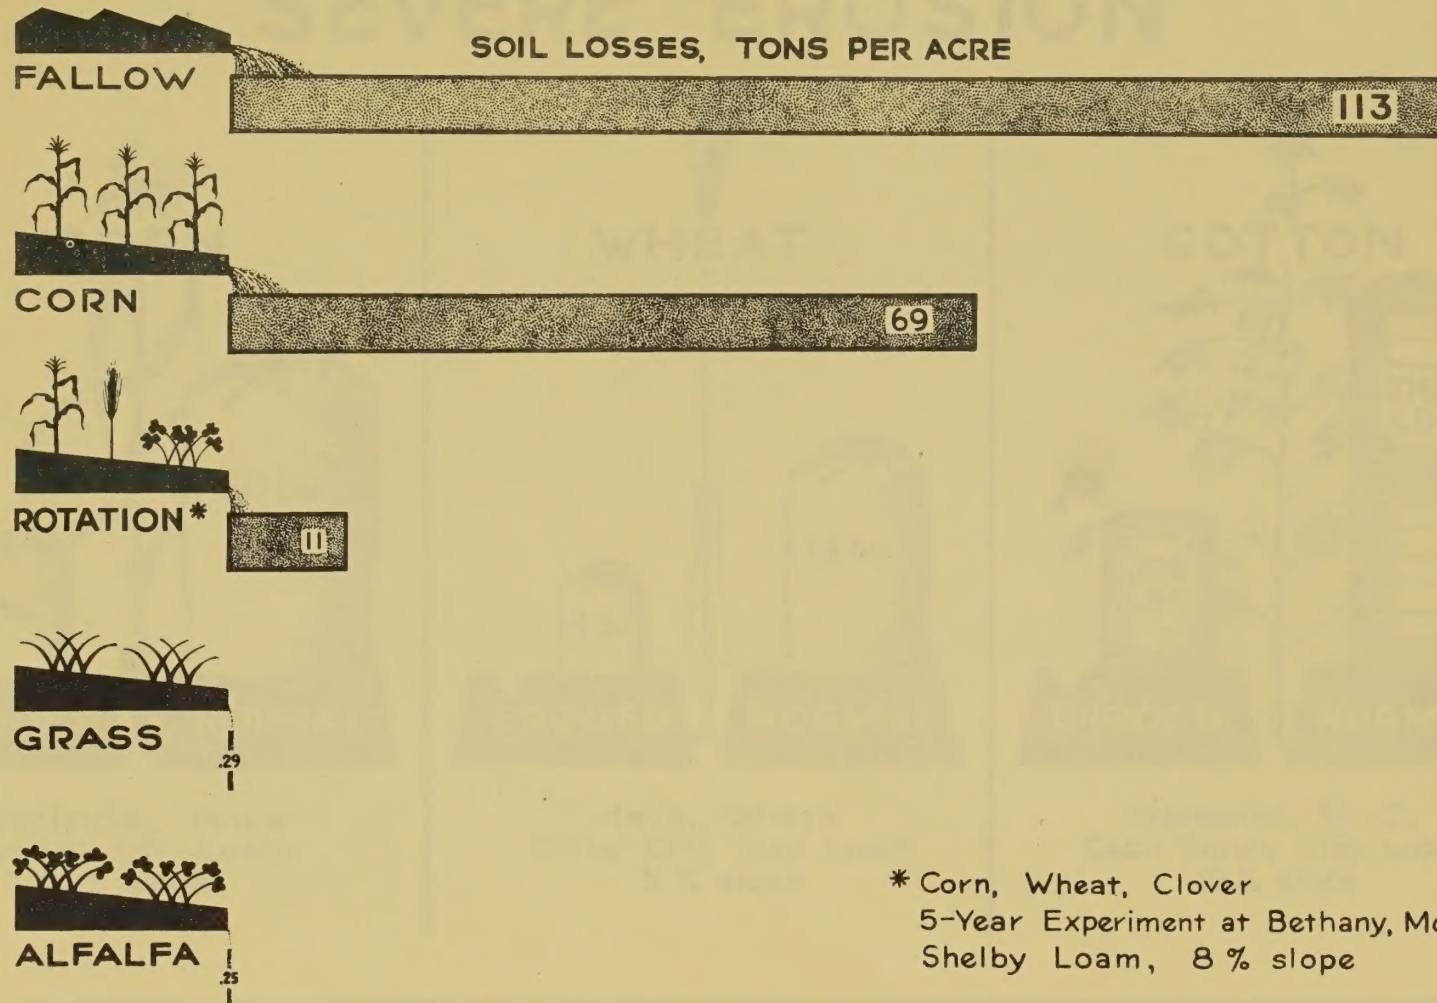 SOIL LOSSES, TONS PER ACRE
FALLOW
113
CORN
69
ROTATION*
11
GRASS
.29
ALFALFA
.25
* Corn, Wheat, Clover
5-Year Experiment at Bethany, Mo
Shelby Loam, 8 % slope